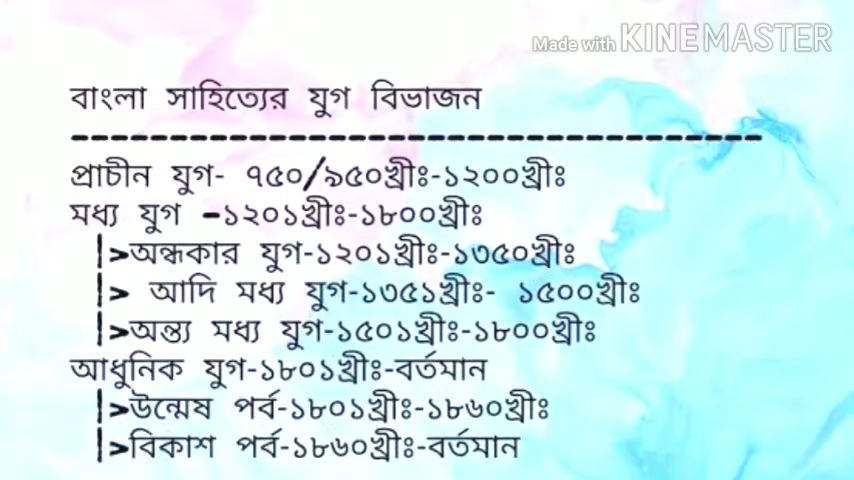 Made with KINEMASTER
বাংলা সাহিত্যের যুগ বিভাজন
------------------------------------
প্রাচীন যুগ- ৭৫০/৯৫০খ্রীঃ-১২০০খ্রীঃ
মধ্য যুগ -১২০১খ্রীঃ-১৮০০খ্রীঃ
|>অন্ধকার যুগ-১২০১খ্রীঃ-১৩৫০খ্রীঃ
|> আদি মধ্য যুগ-১৩৫১খ্রীঃ- ১৫০০খ্রীঃ
|>অন্ত্য মধ্য যুগ-১৫০১খ্রীঃ-১৮০০খ্রীঃ
আধুনিক যুগ-১৮০১খ্রীঃ-বর্তমান
|>উন্মেষ পর্ব-১৮০১খ্রীঃ-১৮৬০খ্রীঃ
|>বিকাশ পর্ব-১৮৬০খ্রীঃ-বর্তমান